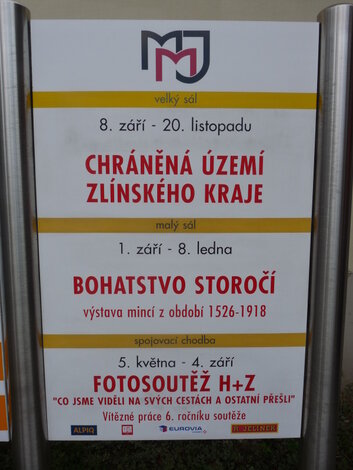 MMJ
velký sál
8. září - 20. listopadu
CHRÁNĚNÁ ÚZEMÍ
ZLÍNSKÉHO KRAJE
malý sál
1. září - 8. ledna
BOHATSTVO STOROČÍ
výstava mincí z období 1526-1918
spojovací chodba
5. května - 4. září
FOTOSOUTĚŽ H+Z
"CO JSME VIDĚLI NA SVÝCH CESTÁCH A OSTATNÍ PŘEŠLI"
Vítězné práce 6. ročníku soutěže
ALPIQ EUROVIA R. JELÍNEK